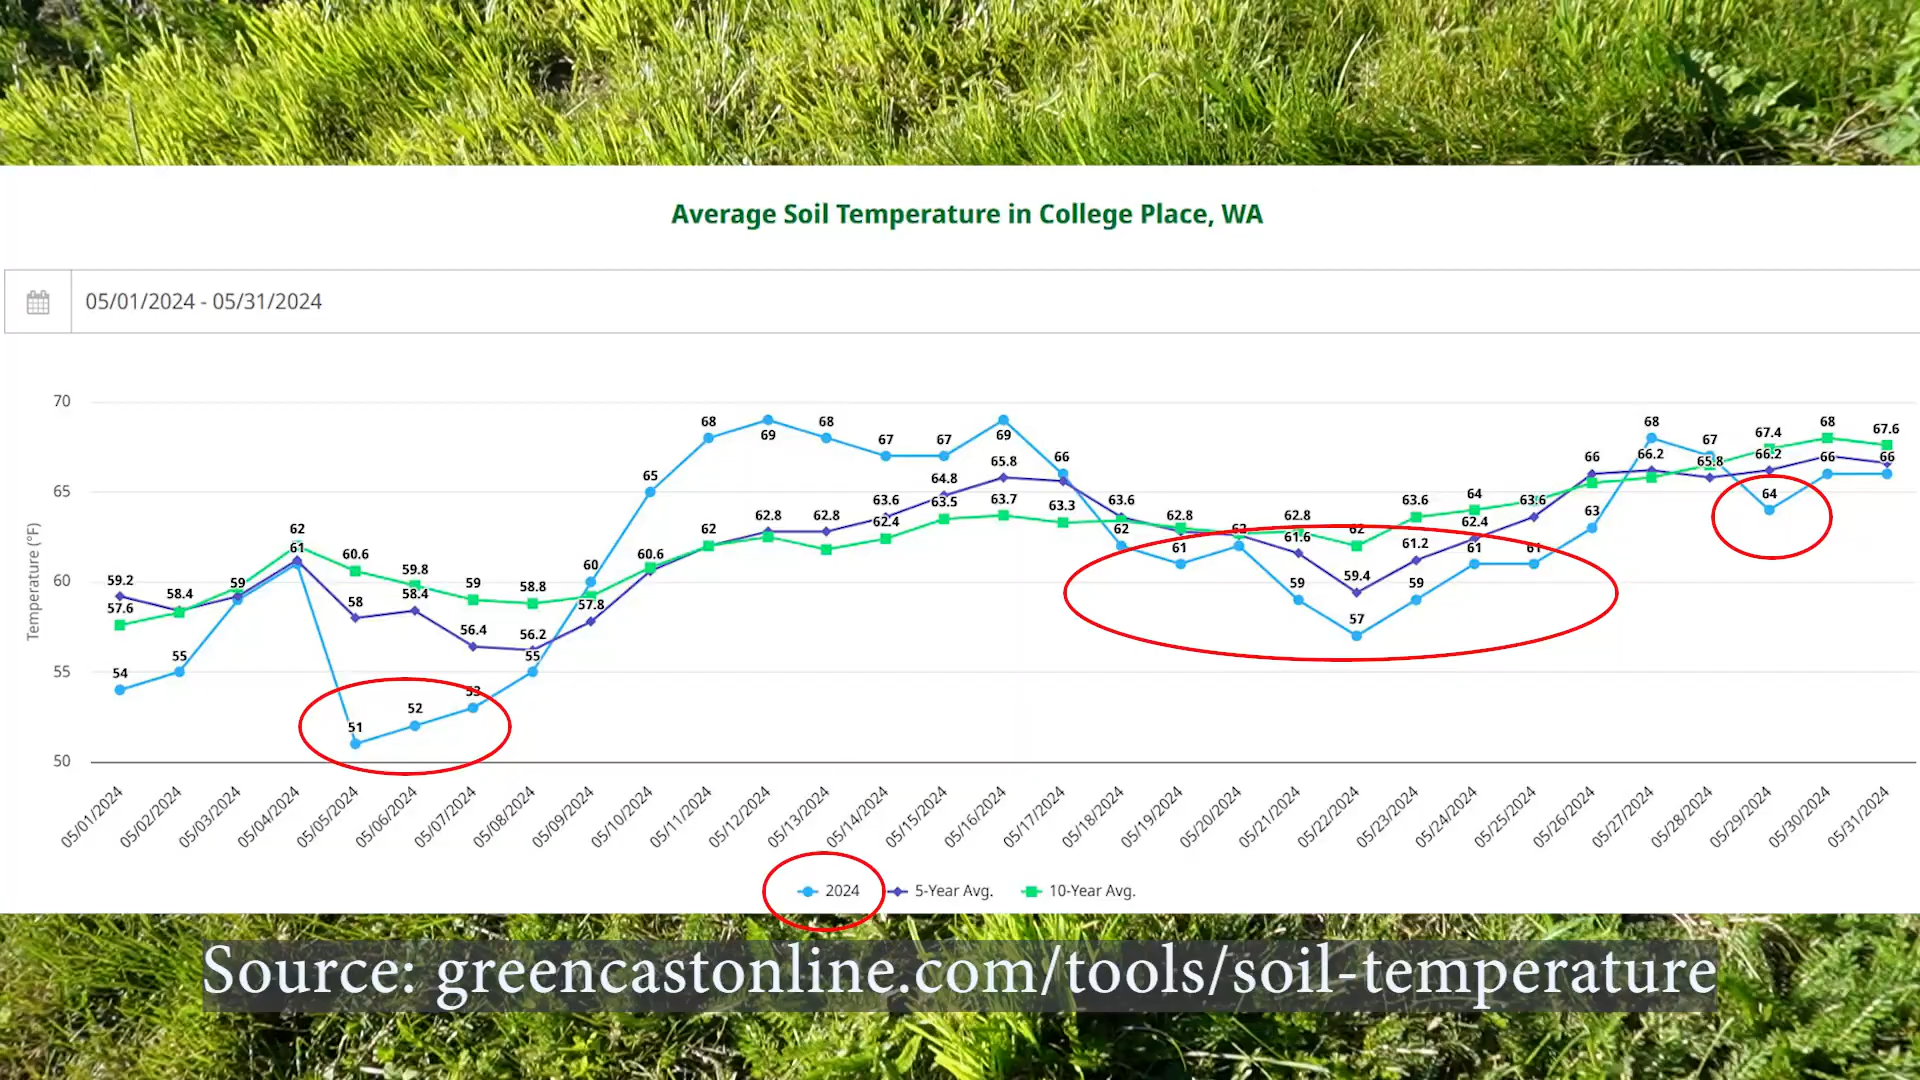 Average Soil Temperature in College Place, WA
05/01/2024 - 05/31/2024
Temperature (°F)
70
65
60
55
50
59.2 58.4 59 62 60.6 59.8 59 58.8 60 65 68 69 68 67 67 69 66 63.6 62.8 62 62.8 62 63.6 64 63.6 66 68 67 67.4 68 67.6
57.6 55 61 58 58.4 56.4 56.2 57.8 60.6 62 62.8 62.8 63.6 64.8 65.8 63.3 62 61 61.6 59.4 61.2 62.4 61 63 66.2 65.8 66.2 66 66
54 51 52 53 55 62.4 63.5 63.7 59 57 59 61 64
05/01/2024 05/02/2024 05/03/2024 05/04/2024 05/05/2024 05/06/2024 05/07/2024 05/08/2024 05/09/2024 05/10/2024 05/11/2024 05/12/2024 05/13/2024 05/14/2024 05/15/2024 05/16/2024 05/17/2024 05/18/2024 05/19/2024 05/20/2024 05/21/2024 05/22/2024 05/23/2024 05/24/2024 05/25/2024 05/26/2024 05/27/2024 05/28/2024 05/29/2024 05/30/2024 05/31/2024
2024 5-Year Avg. 10-Year Avg.
Source: greencastonline.com/tools/soil-temperature